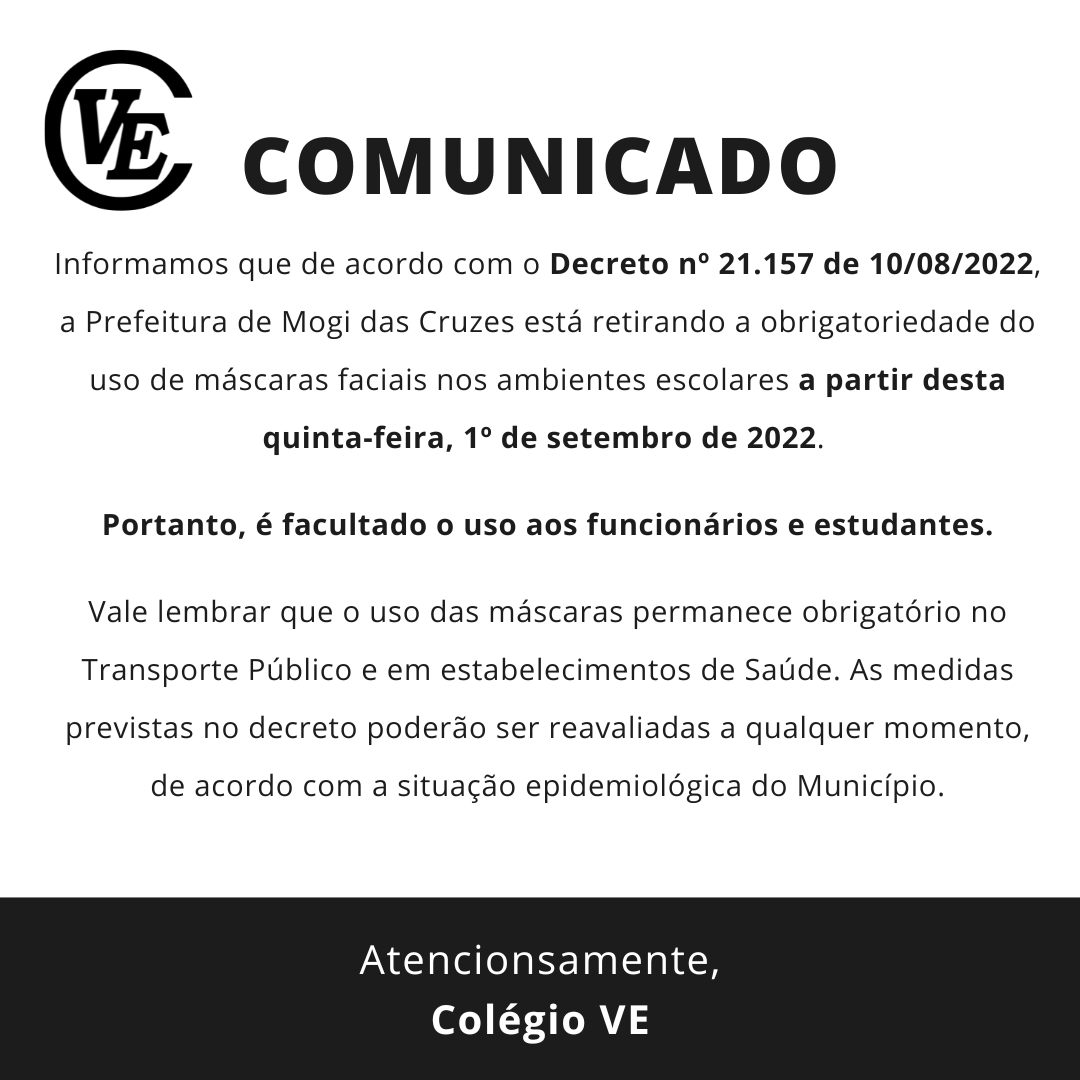 CVE
COMUNICADO
Informamos que de acordo com o Decreto nº 21.157 de 10/08/2022,
a Prefeitura de Mogi das Cruzes está retirando a obrigatoriedade do
uso de máscaras faciais nos ambientes escolares a partir desta
quinta-feira, 1º de setembro de 2022.
Portanto, é facultado o uso aos funcionários e estudantes.
Vale lembrar que o uso das máscaras permanece obrigatório no
Transporte Público e em estabelecimentos de Saúde. As medidas
previstas no decreto poderão ser reavaliadas a qualquer momento,
de acordo com a situação epidemiológica do Município.
Atencionsamente,
Colégio VE